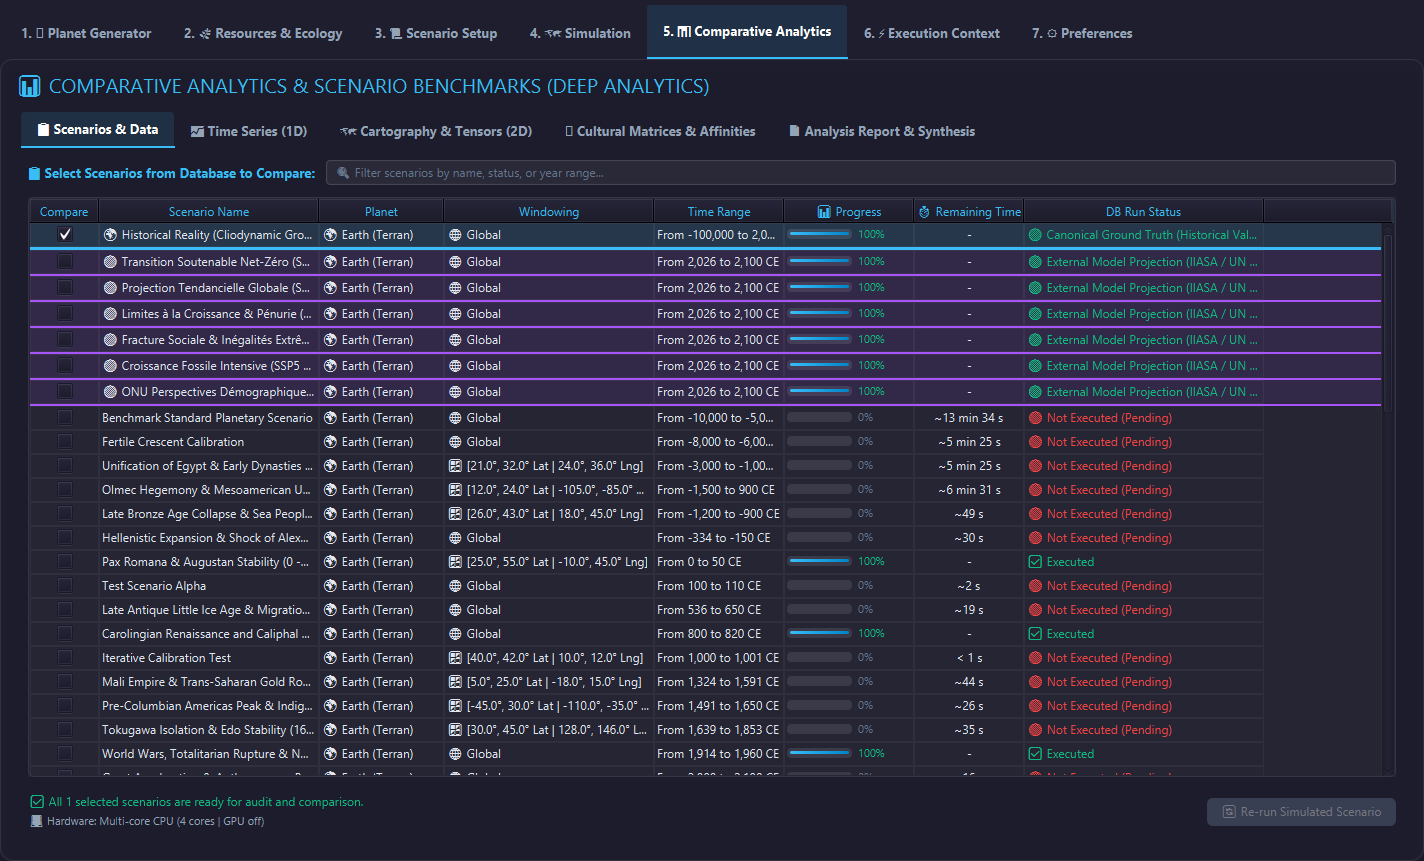 1. Planet Generator
2. Resources & Ecology
3. Scenario Setup
4. Simulation
5. Comparative Analytics
6. Execution Context
7. Preferences
COMPARATIVE ANALYTICS & SCENARIO BENCHMARKS (DEEP ANALYTICS)
Scenarios & Data
Time Series (1D)
Cartography & Tensors (2D)
Cultural Matrices & Affinities
Analysis Report & Synthesis
Select Scenarios from Database to Compare:
Filter scenarios by name, status, or year range...
Compare Scenario Name Planet Windowing Time Range Progress Remaining Time DB Run Status
Historical Reality (Cliodynamic Gro... Earth (Terran) Global From -100,000 to 2,0... 100% - Canonical Ground Truth (Historical Val...
Transition Soutenable Net-Zéro (S... Earth (Terran) Global From 2,026 to 2,100 CE 100% - External Model Projection (IIASA / UN ...
Projection Tendancielle Globale (S... Earth (Terran) Global From 2,026 to 2,100 CE 100% - External Model Projection (IIASA / UN ...
Limites à la Croissance & Pénurie (... Earth (Terran) Global From 2,026 to 2,100 CE 100% - External Model Projection (IIASA / UN ...
Fracture Sociale & Inégalités Extrê... Earth (Terran) Global From 2,026 to 2,100 CE 100% - External Model Projection (IIASA / UN ...
Croissance Fossile Intensive (SSP5 ... Earth (Terran) Global From 2,026 to 2,100 CE 100% - External Model Projection (IIASA / UN ...
ONU Perspectives Démographique... Earth (Terran) Global From 2,026 to 2,100 CE 100% - External Model Projection (IIASA / UN ...
Benchmark Standard Planetary Scenario Earth (Terran) Global From -10,000 to -5,0... 0% ~13 min 34 s Not Executed (Pending)
Fertile Crescent Calibration Earth (Terran) Global From -8,000 to -6,00... 0% ~5 min 25 s Not Executed (Pending)
Unification of Egypt & Early Dynasties ... Earth (Terran) [21.0°, 32.0° Lat | 24.0°, 36.0° Lng] From -3,000 to -1,00... 0% ~5 min 25 s Not Executed (Pending)
Olmec Hegemony & Mesoamerican U... Earth (Terran) [12.0°, 24.0° Lat | -105.0°, -85.0° ... From -1,500 to 900 CE 0% ~6 min 31 s Not Executed (Pending)
Late Bronze Age Collapse & Sea Peopl... Earth (Terran) [26.0°, 43.0° Lat | 18.0°, 45.0° Lng] From -1,200 to -900 CE 0% ~49 s Not Executed (Pending)
Hellenistic Expansion & Shock of Alex... Earth (Terran) Global From -334 to -150 CE 0% ~30 s Not Executed (Pending)
Pax Romana & Augustan Stability (0 -... Earth (Terran) [25.0°, 55.0° Lat | -10.0°, 45.0° Lng] From 0 to 50 CE 100% - Executed
Test Scenario Alpha Earth (Terran) Global From 100 to 110 CE 0% ~2 s Not Executed (Pending)
Late Antique Little Ice Age & Migratio... Earth (Terran) Global From 536 to 650 CE 0% ~19 s Not Executed (Pending)
Carolingian Renaissance and Caliphal ... Earth (Terran) Global From 800 to 820 CE 100% - Executed
Iterative Calibration Test Earth (Terran) [40.0°, 42.0° Lat | 10.0°, 12.0° Lng] From 1,000 to 1,001 CE 0% < 1 s Not Executed (Pending)
Mali Empire & Trans-Saharan Gold Ro... Earth (Terran) [5.0°, 25.0° Lat | -18.0°, 15.0° Lng] From 1,324 to 1,591 CE 0% ~44 s Not Executed (Pending)
Pre-Columbian Americas Peak & Indig... Earth (Terran) [-45.0°, 30.0° Lat | -110.0°, -35.0° ... From 1,491 to 1,650 CE 0% ~26 s Not Executed (Pending)
Tokugawa Isolation & Edo Stability (16... Earth (Terran) [30.0°, 45.0° Lat | 128.0°, 146.0° L... From 1,639 to 1,853 CE 0% ~35 s Not Executed (Pending)
World Wars, Totalitarian Rupture & N... Earth (Terran) Global From 1,914 to 1,960 CE 100% - Executed
All 1 selected scenarios are ready for audit and comparison.
Hardware: Multi-core CPU (4 cores | GPU off)
Re-run Simulated Scenario